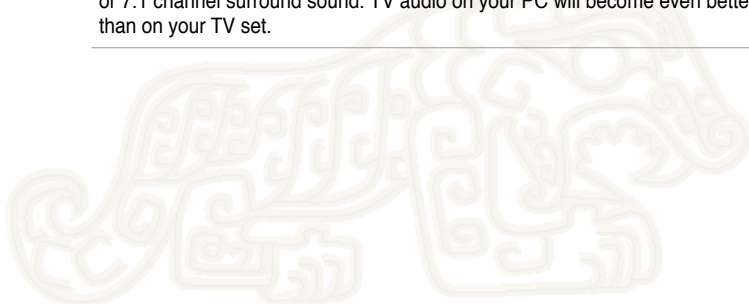 or 7.1 channel surround sound. TV audio on your PC will become even bette
than on your TV set.